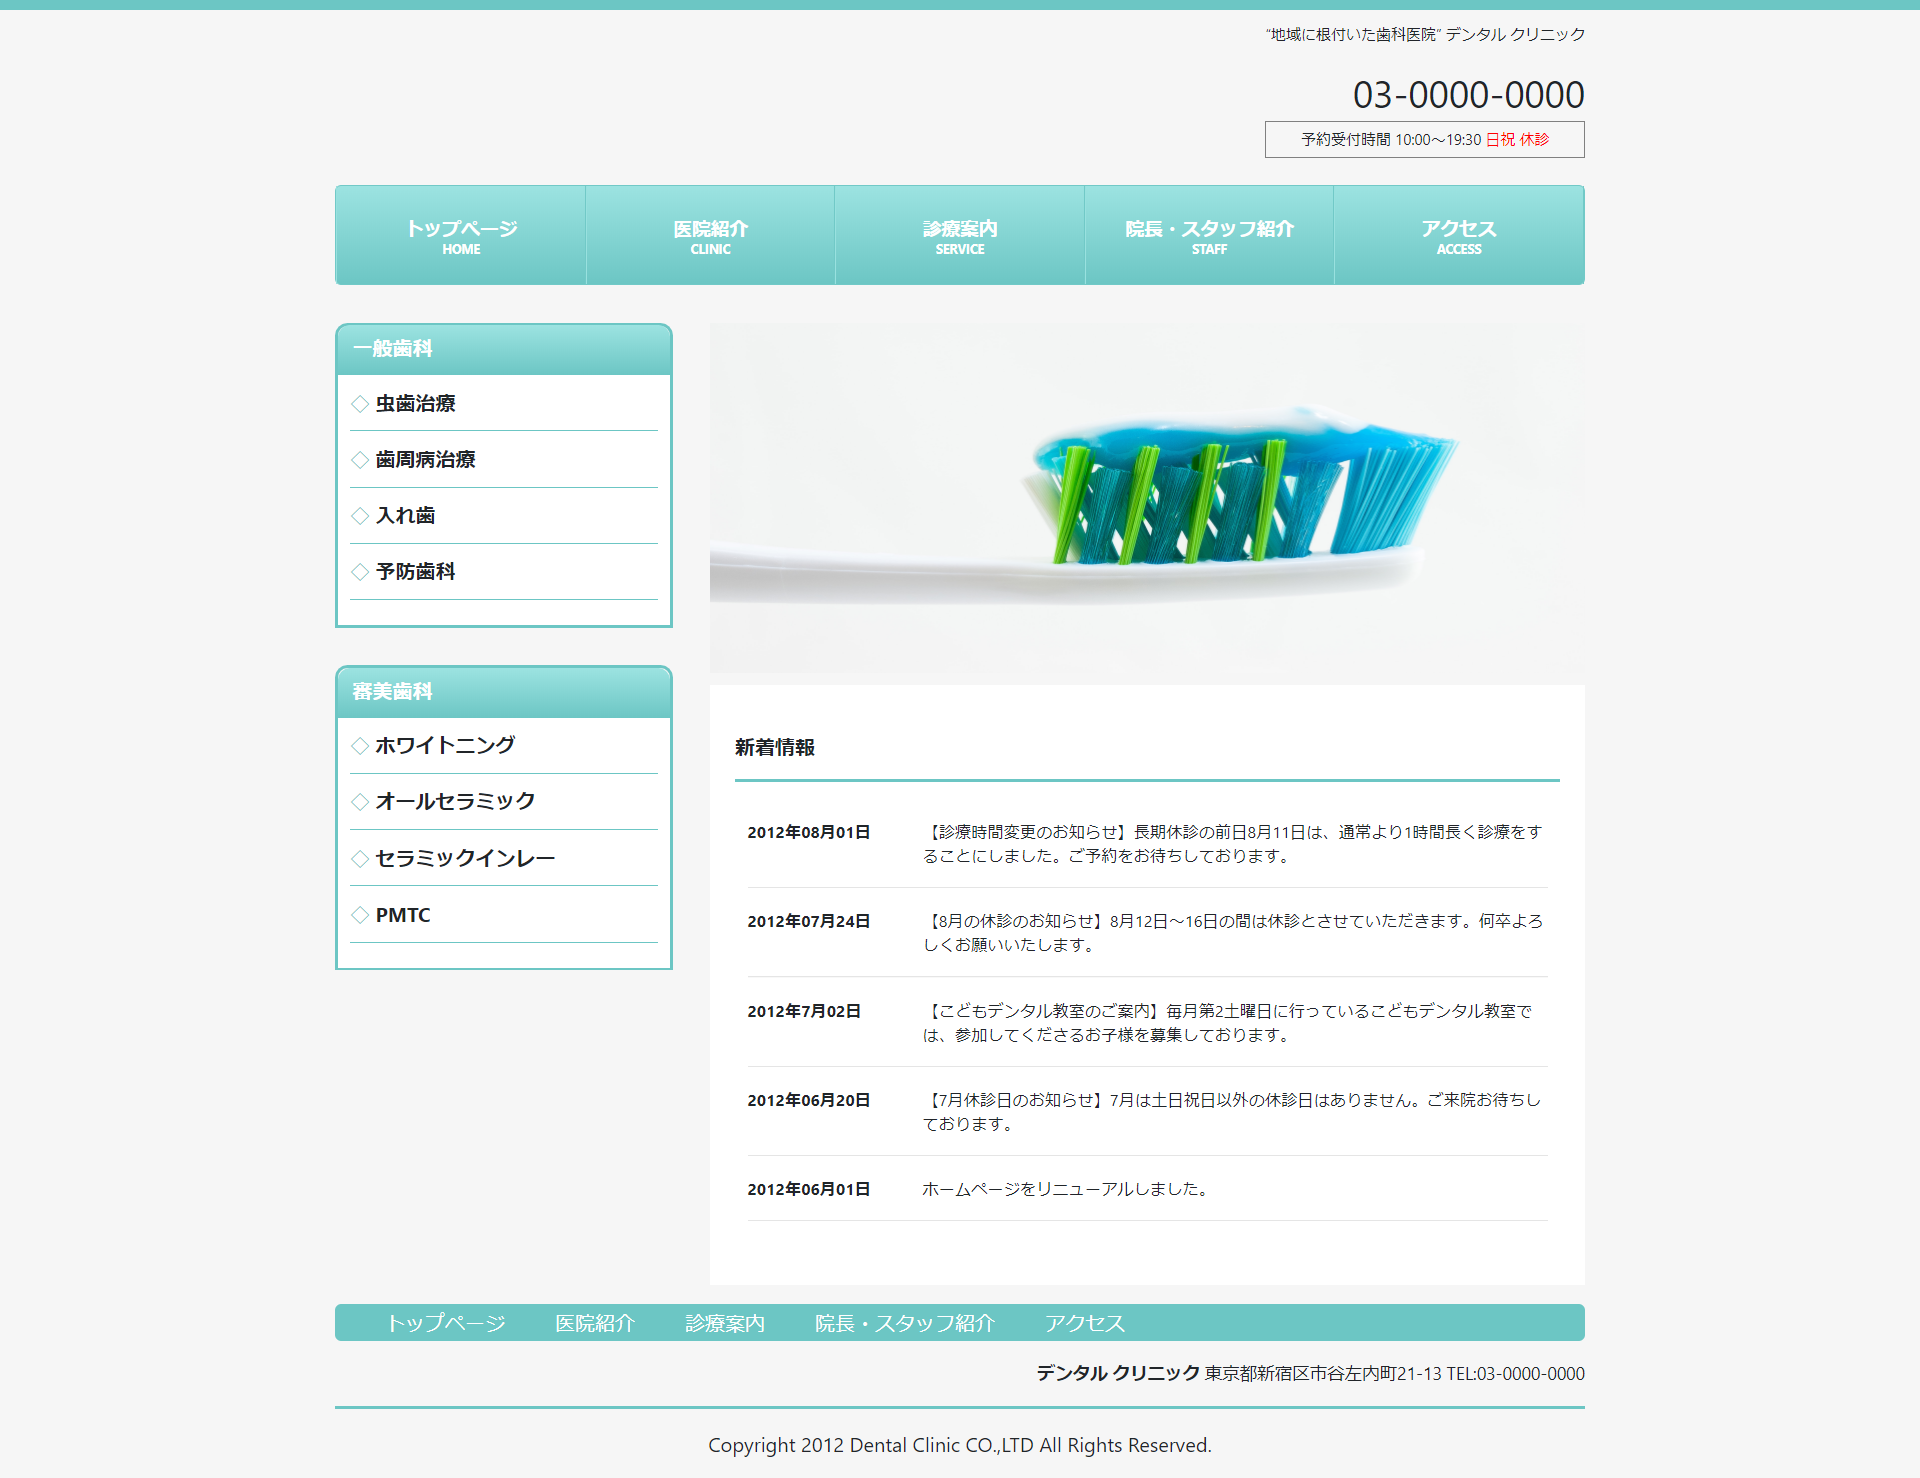 “地域に根付いた歯科医院” デンタル クリニック
03-0000-0000
予約受付時間 10:00～19:30 日祝 休診
トップページ
HOME
医院紹介
CLINIC
診療案内
SERVICE
院長・スタッフ紹介
STAFF
アクセス
ACCESS
一般歯科
◇ 虫歯治療
◇ 歯周病治療
◇ 入れ歯
◇ 予防歯科
審美歯科
◇ ホワイトニング
◇ オールセラミック
◇ セラミックインレー
◇ PMTC
新着情報
2012年08月01日 【診療時間変更のお知らせ】長期休診の前日8月11日は、通常より1時間長く診療をす
ることにしました。ご予約をお待ちしております。
2012年07月24日 【8月の休診のお知らせ】8月12日～16日の間は休診とさせていただきます。何卒よろ
しくお願いいたします。
2012年7月02日 【こどもデンタル教室のご案内】毎月第2土曜日に行っているこどもデンタル教室で
は、参加してくださるお子様を募集しております。
2012年06月20日 【7月休診日のお知らせ】7月は土日祝日以外の休診日はありません。ご来院お待ちし
ております。
2012年06月01日 ホームページをリニューアルしました。
トップページ 医院紹介 診療案内 院長・スタッフ紹介 アクセス
デンタル クリニック 東京都新宿区市谷左内町21-13 TEL:03-0000-0000
Copyright 2012 Dental Clinic CO.,LTD All Rights Reserved.